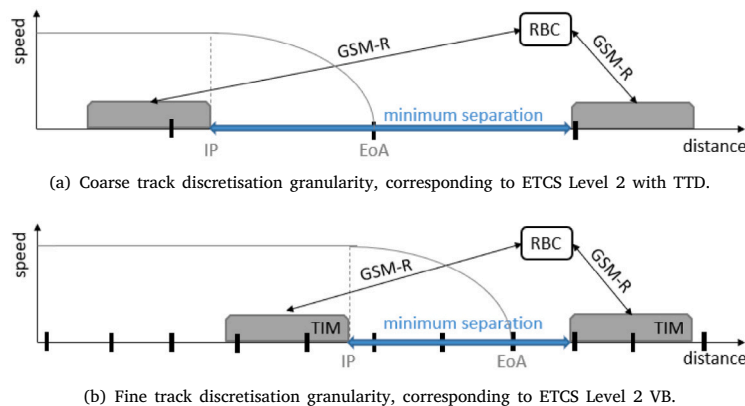 speed
RBC
GSM-R
GSM-R
minimum separation
IP
EoA
distance
(a) Coarse track discretisation granularity, corresponding to ETCS Level 2 with TTD.
speed
RBC
GSM-R
GSM-R
TIM
minimum separation
TIM
IP
EoA
distance
(b) Fine track discretisation granularity, corresponding to ETCS Level 2 VB.